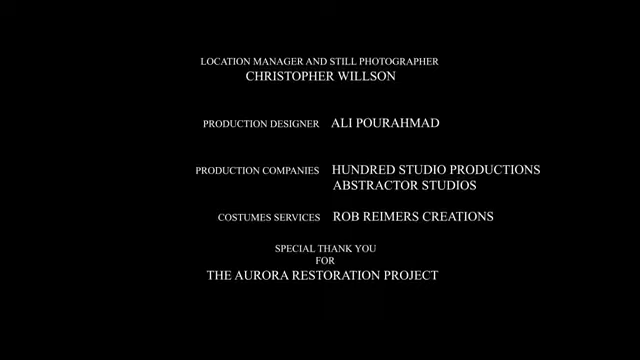 LOCATION MANAGER AND STILL PHOTOGRAPHER
CHRISTOPHER WILLSON
PRODUCTION DESIGNER ALI POURAHMAD
PRODUCTION COMPANIES HUNDRED STUDIO PRODUCTIONS
ABSTRACTOR STUDIOS
COSTUMES SERVICES ROB REIMERS CREATIONS
SPECIAL THANK YOU
FOR
THE AURORA RESTORATION PROJECT